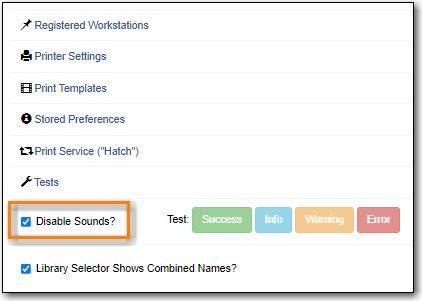 Registered Workstations
Printer Settings
Print Templates
Stored Preferences
Print Service ("Hatch")
Tests
Disable Sounds? Test: Success Info Warning Error
Library Selector Shows Combined Names?